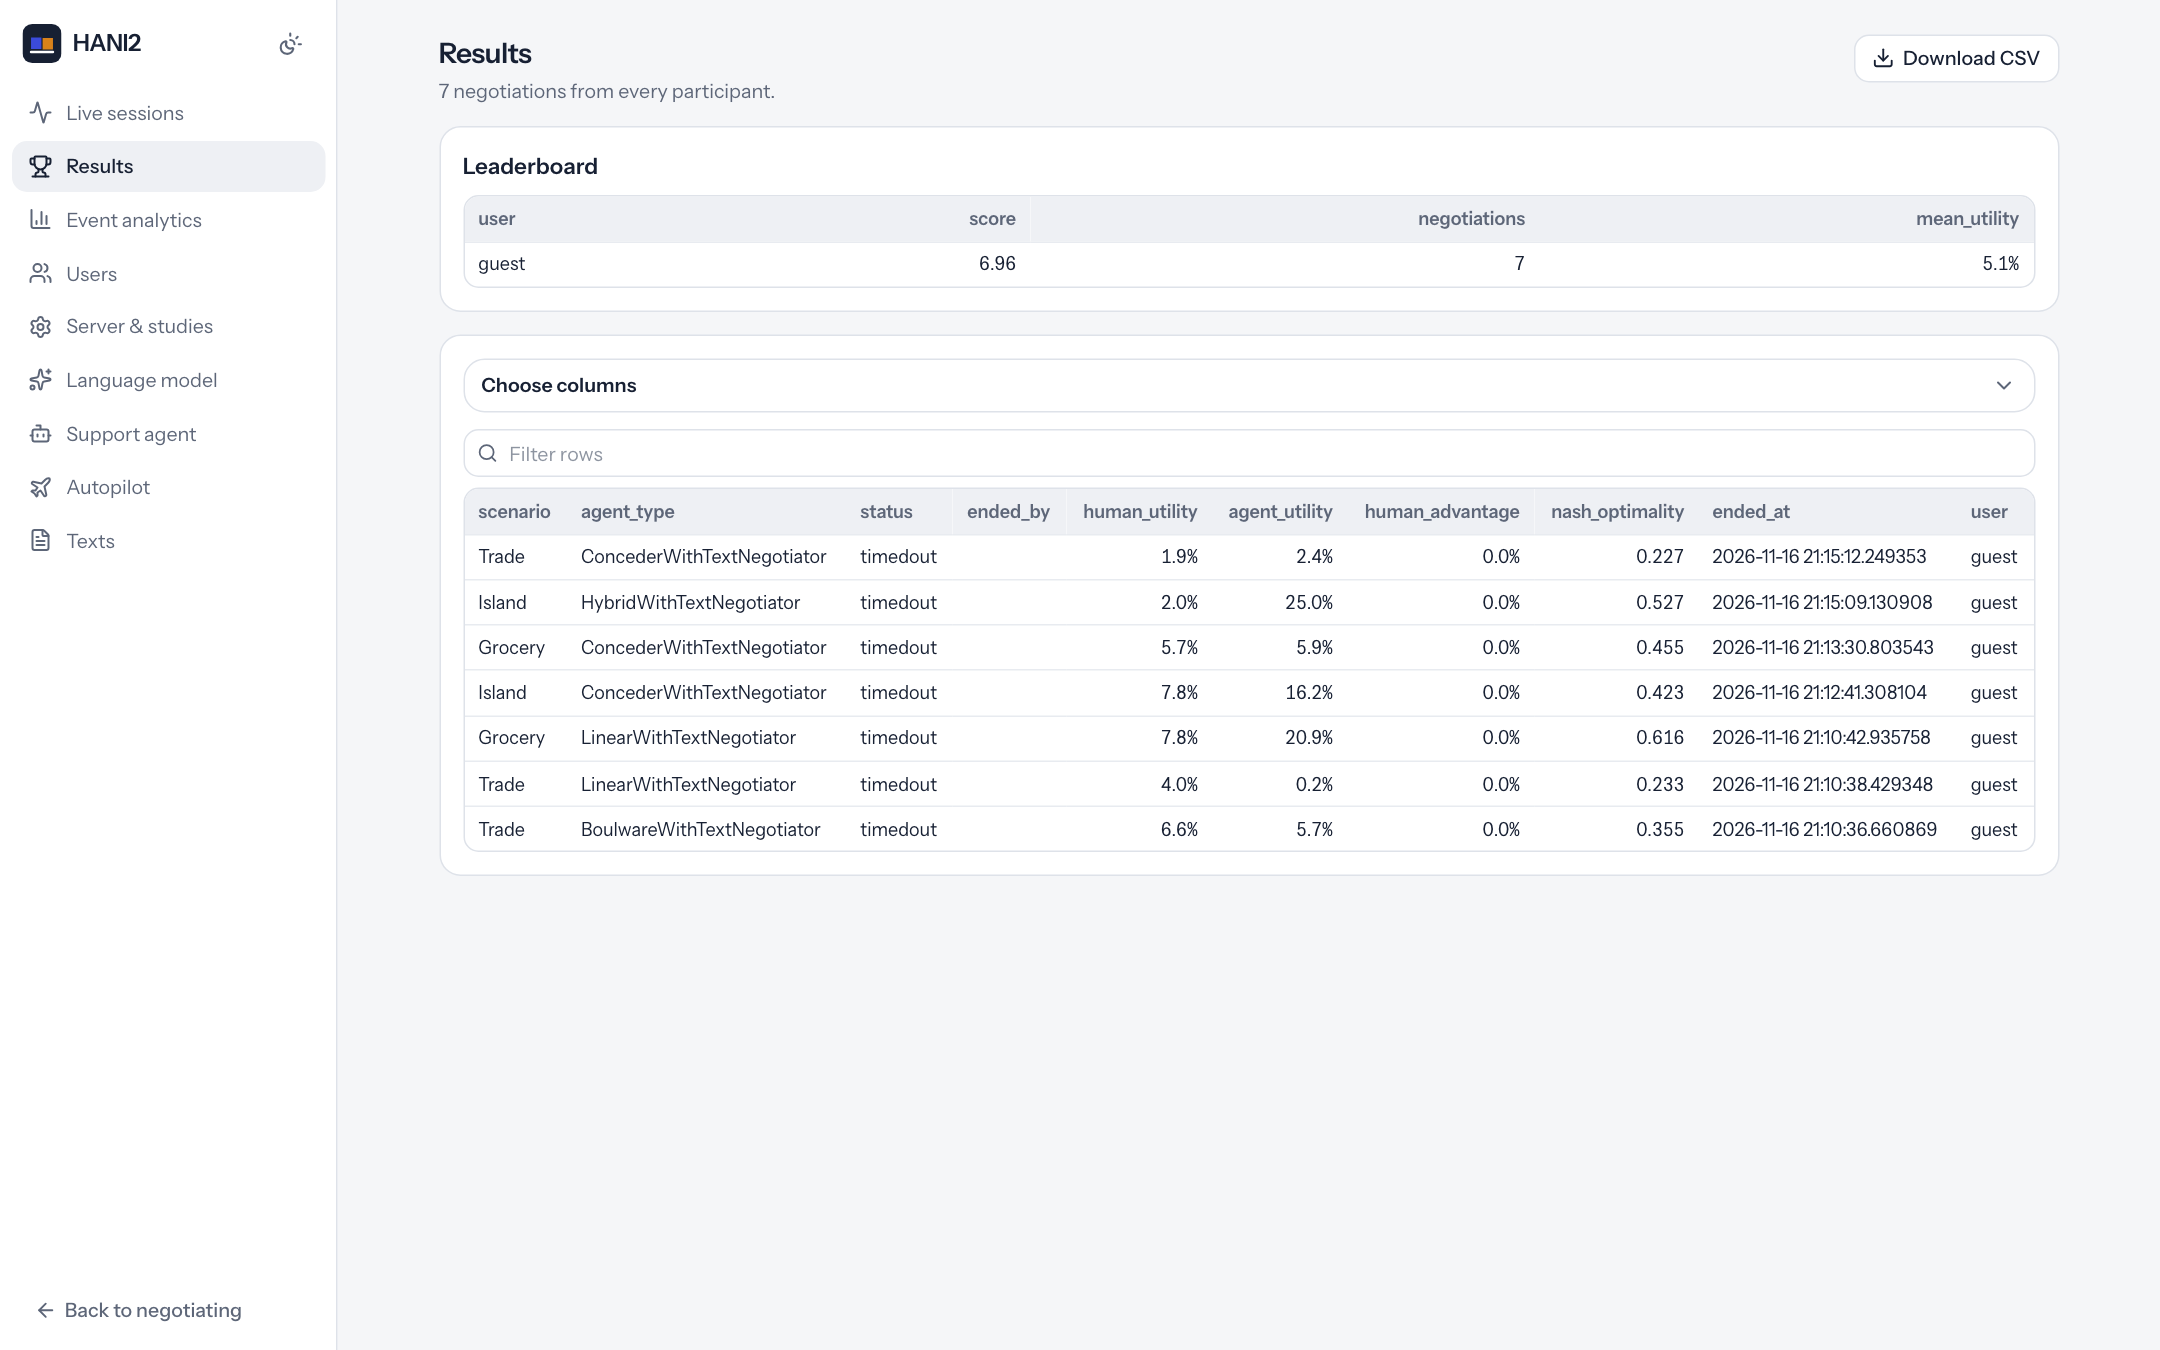 HANI2
Live sessions
Results
Event analytics
Users
Server & studies
Language model
Support agent
Autopilot
Texts
Back to negotiating
Results
7 negotiations from every participant.
Download CSV
Leaderboard
user score negotiations mean_utility
guest 6.96 7 5.1%
Choose columns
Filter rows
scenario agent_type status ended_by human_utility agent_utility human_advantage nash_optimality ended_at user
Trade ConcederWithTextNegotiator timedout 1.9% 2.4% 0.0% 0.227 2026-11-16 21:15:12.249353 guest
Island HybridWithTextNegotiator timedout 2.0% 25.0% 0.0% 0.527 2026-11-16 21:15:09.130908 guest
Grocery ConcederWithTextNegotiator timedout 5.7% 5.9% 0.0% 0.455 2026-11-16 21:13:30.803543 guest
Island ConcederWithTextNegotiator timedout 7.8% 16.2% 0.0% 0.423 2026-11-16 21:12:41.308104 guest
Grocery LinearWithTextNegotiator timedout 7.8% 20.9% 0.0% 0.616 2026-11-16 21:10:42.935758 guest
Trade LinearWithTextNegotiator timedout 4.0% 0.2% 0.0% 0.233 2026-11-16 21:10:38.429348 guest
Trade BoulwareWithTextNegotiator timedout 6.6% 5.7% 0.0% 0.355 2026-11-16 21:10:36.660869 guest